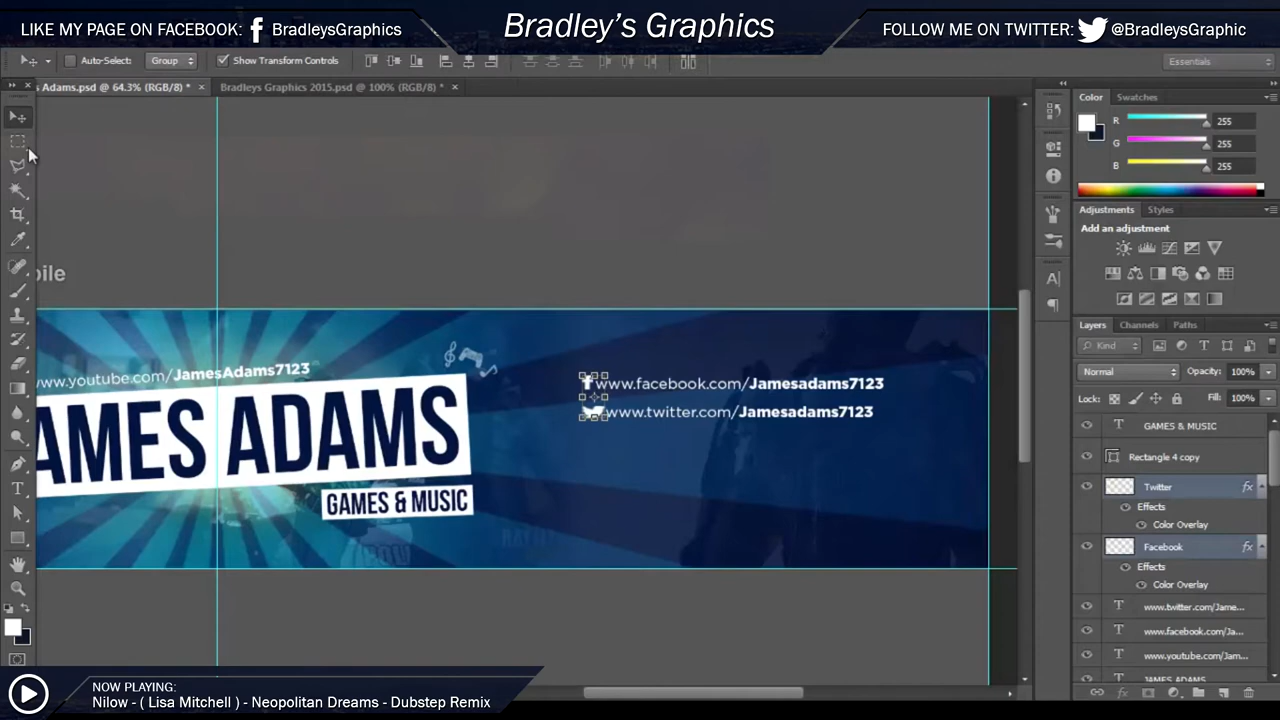 LIKE MY PAGE ON FACEBOOK: f BradleysGraphics
Bradley's Graphics
FOLLOW ME ON TWITTER: @BradleysGraphic
Auto-Select: Group Show Transform Controls
Essentials
s Adams.psd @ 64.3% (RGB/8) * ×
Bradleys Graphics 2015.psd @ 100% (RGB/8) * ×
Color Swatches
R 255
G 255
B 255
Adjustments Styles
Add an adjustment
Layers Channels Paths
Kind
Normal Opacity: 100%
Lock: Fill: 100%
T GAMES & MUSIC
Rectangle 4 copy
Twitter fx
Effects
Color Overlay
Facebook fx
Effects
Color Overlay
T www.twitter.com/Jame...
T www.facebook.com/Ja...
T www.youtube.com/Jam...
T JAMES ADAMS
obile
www.youtube.com/JamesAdams7123
AMES ADAMS
GAMES & MUSIC
www.facebook.com/Jamesadams7123
www.twitter.com/Jamesadams7123
NOW PLAYING:
Nilow - ( Lisa Mitchell ) - Neopolitan Dreams - Dubstep Remix